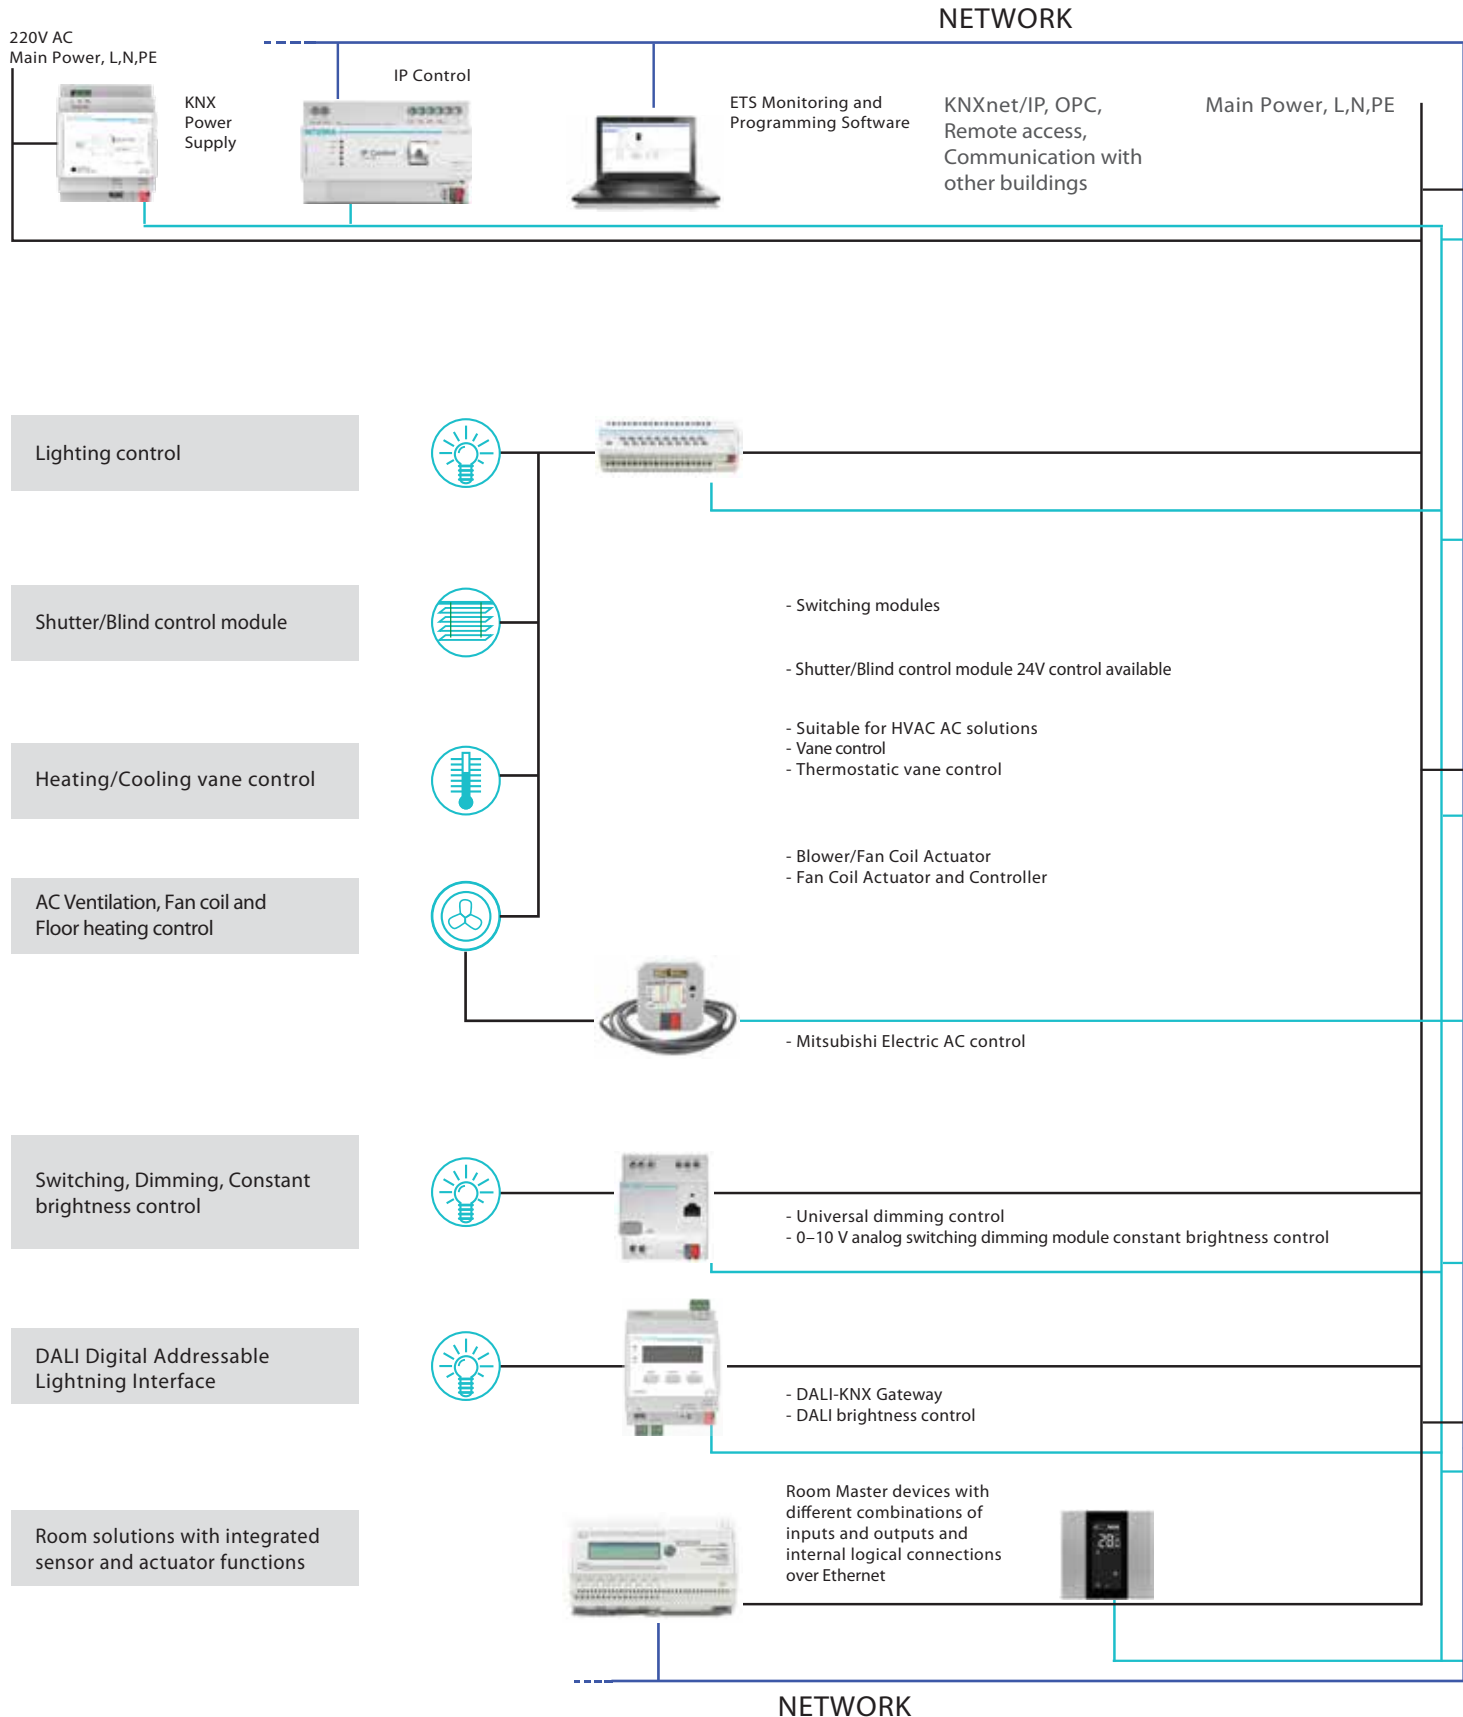 NETWORK
220V AC
Main Power, L,N,PE
IP Control
KNX
Power
Supply
ETS Monitoring and
Programming Software
KNXnet/IP, OPC,
Remote access,
Communication with
other buildings
Main Power, L,N,PE
IP Control
Lighting control
Shutter/Blind control module
- Switching modules
- Shutter/Blind control module 24V control available
Heating/Cooling vane control
- Suitable for HVAC AC solutions
- Vane control
- Thermostatic vane control
AC Ventilation, Fan coil and
Floor heating control
- Blower/Fan Coil Actuator
- Fan Coil Actuator and Controller
- Mitsubishi Electric AC control
Switching, Dimming, Constant
brightness control
- Universal dimming control
- 0–10 V analog switching dimming module constant brightness control
DALI Digital Addressable
Lightning Interface
- DALI-KNX Gateway
- DALI brightness control
Room solutions with integrated
sensor and actuator functions
Room Master devices with
different combinations of
inputs and outputs and
internal logical connections
over Ethernet
28
NETWORK